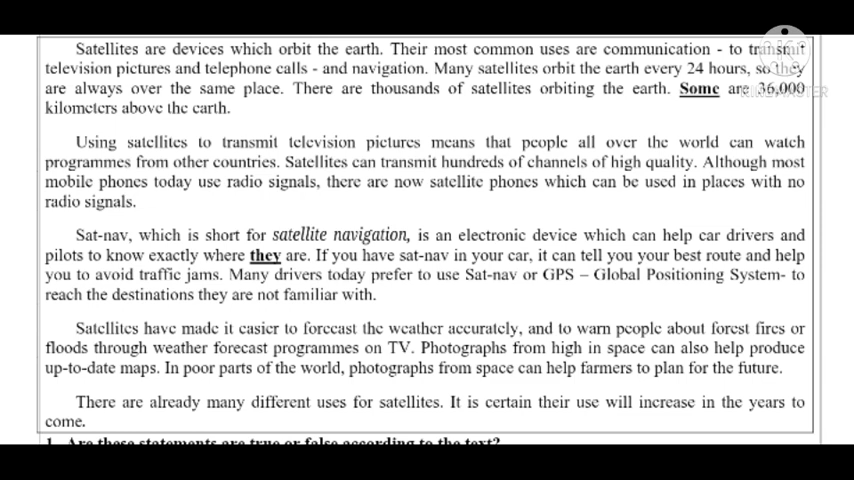 Satellites are devices which orbit the earth. Their most common uses are communication - to transmit
television pictures and telephone calls - and navigation. Many satellites orbit the earth every 24 hours, so they
are always over the same place. There are thousands of satellites orbiting the earth. Some are 36,000
kilometers above the earth.
Using satellites to transmit television pictures means that people all over the world can watch
programmes from other countries. Satellites can transmit hundreds of channels of high quality. Although most
mobile phones today use radio signals, there are now satellite phones which can be used in places with no
radio signals.
Sat-nav, which is short for satellite navigation, is an electronic device which can help car drivers and
pilots to know exactly where they are. If you have sat-nav in your car, it can tell you your best route and help
you to avoid traffic jams. Many drivers today prefer to use Sat-nav or GPS – Global Positioning System- to
reach the destinations they are not familiar with.
Satellites have made it easier to forecast the weather accurately, and to warn people about forest fires or
floods through weather forecast programmes on TV. Photographs from high in space can also help produce
up-to-date maps. In poor parts of the world, photographs from space can help farmers to plan for the future.
There are already many different uses for satellites. It is certain their use will increase in the years to
come.
1. Are these statements are true or false according to the text?